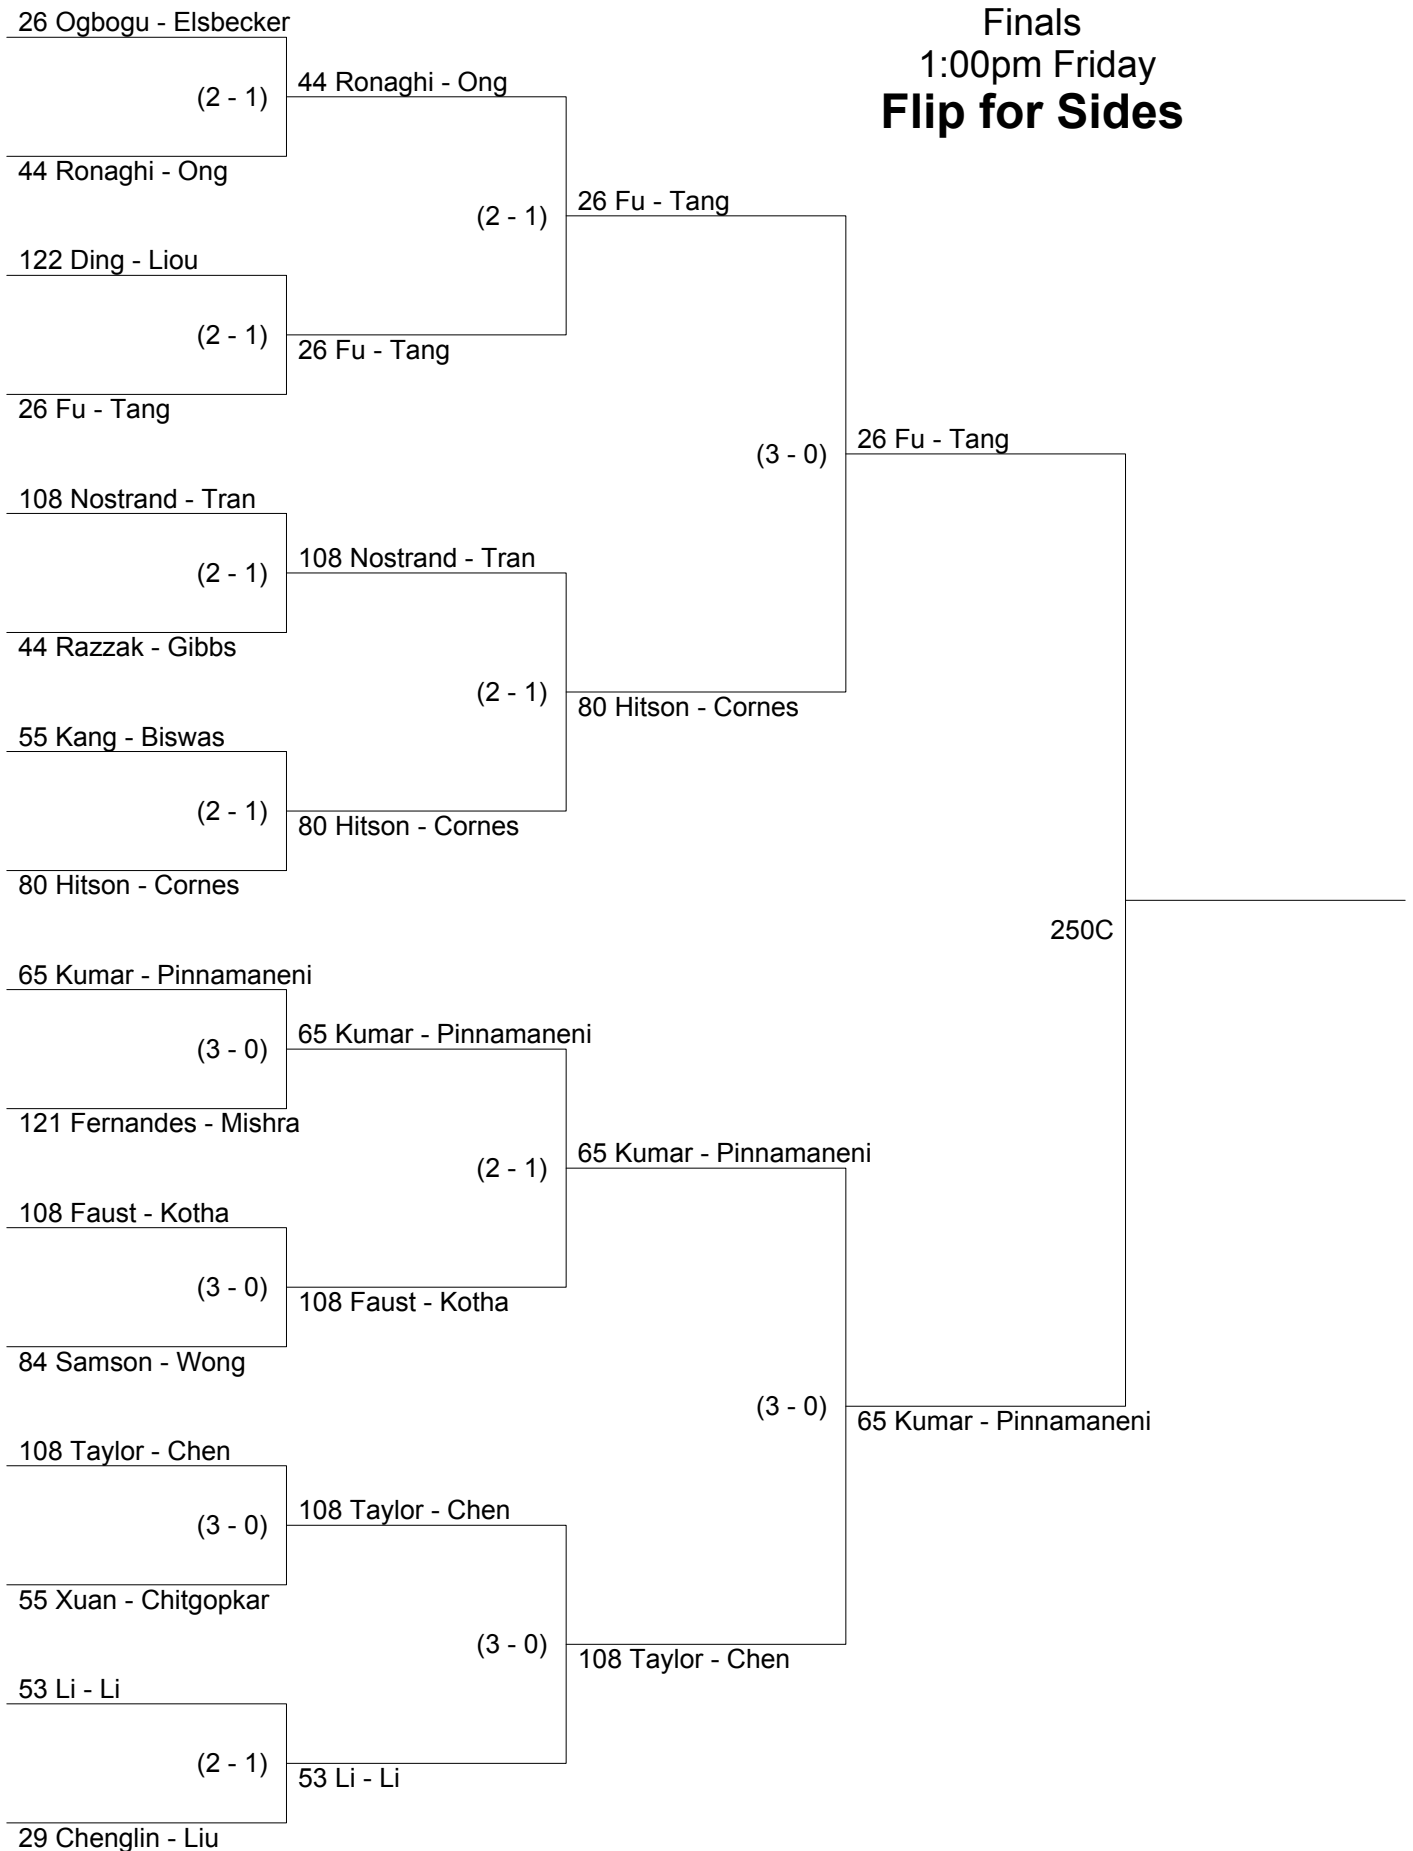 Finals
1:00pm Friday
Flip for Sides
26 Ogbogu - Elsbecker
(2 - 1)
44 Ronaghi - Ong
44 Ronaghi - Ong
(2 - 1)
26 Fu - Tang
122 Ding - Liou
(2 - 1)
26 Fu - Tang
26 Fu - Tang
(3 - 0)
26 Fu - Tang
108 Nostrand - Tran
(2 - 1)
108 Nostrand - Tran
44 Razzak - Gibbs
(2 - 1)
80 Hitson - Cornes
55 Kang - Biswas
(2 - 1)
80 Hitson - Cornes
80 Hitson - Cornes
250C
65 Kumar - Pinnamaneni
(3 - 0)
65 Kumar - Pinnamaneni
121 Fernandes - Mishra
(2 - 1)
65 Kumar - Pinnamaneni
108 Faust - Kotha
(3 - 0)
108 Faust - Kotha
84 Samson - Wong
(3 - 0)
65 Kumar - Pinnamaneni
108 Taylor - Chen
(3 - 0)
108 Taylor - Chen
55 Xuan - Chitgopkar
(3 - 0)
108 Taylor - Chen
53 Li - Li
(2 - 1)
53 Li - Li
29 Chenglin - Liu